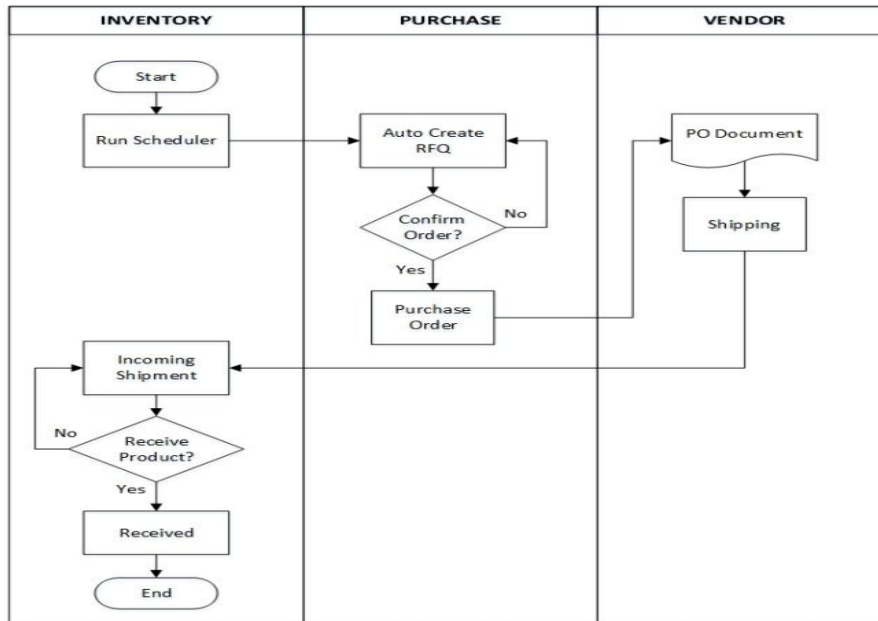 INVENTORY
PURCHASE
VENDOR
Start
Run Scheduler
Auto Create
RFQ
Confirm
Order?
No
Yes
Purchase
Order
PO Document
Shipping
Incoming
Shipment
Receive
Product?
No
Yes
Received
End